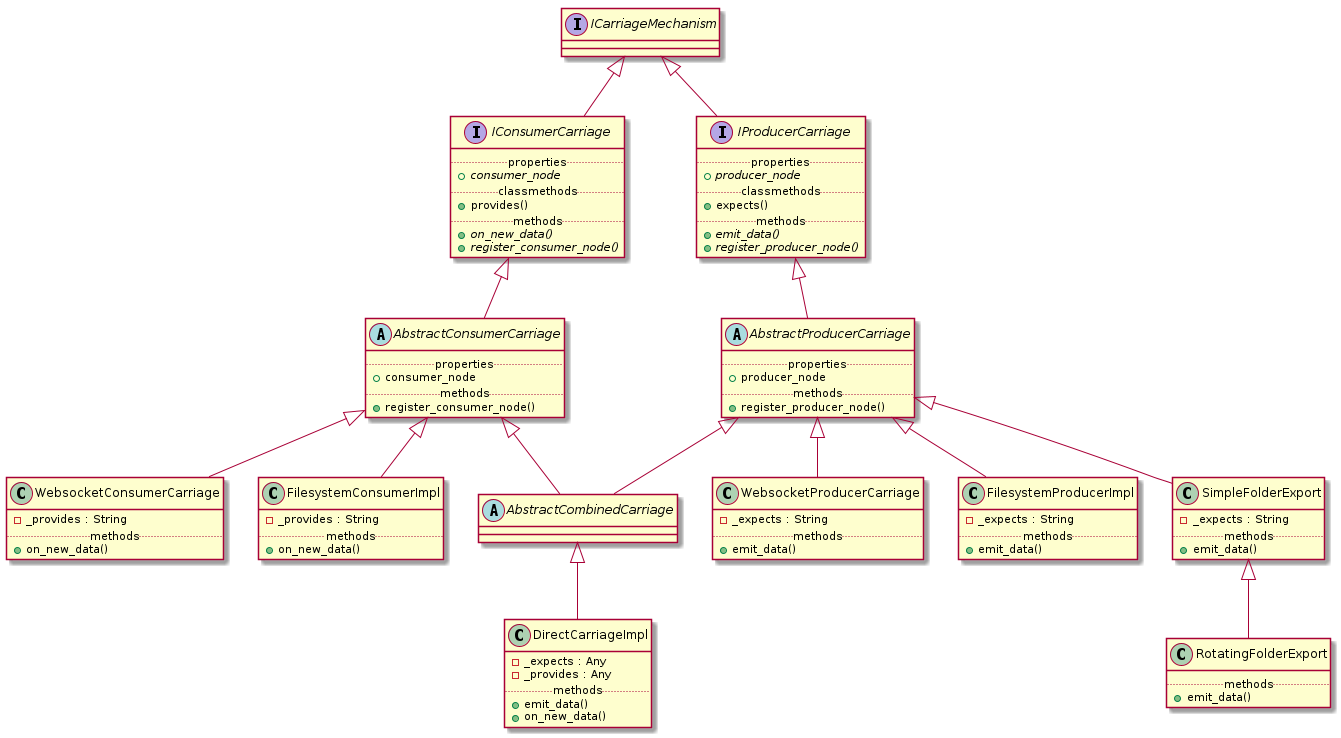 I ICarriageMechanism
I IConsumerCarriage
properties
consumer_node
classmethods
provides()
methods
on_new_data()
register_consumer_node()
I IProducerCarriage
properties
producer_node
classmethods
expects()
methods
emit_data()
register_producer_node()
A AbstractConsumerCarriage
properties
consumer_node
methods
register_consumer_node()
A AbstractProducerCarriage
properties
producer_node
methods
register_producer_node()
C WebsocketConsumerCarriage
_provides : String
methods
on_new_data()
C FilesystemConsumerImpl
_provides : String
methods
on_new_data()
A AbstractCombinedCarriage
C WebsocketProducerCarriage
_expects : String
methods
emit_data()
C FilesystemProducerImpl
_expects : String
methods
emit_data()
C SimpleFolderExport
_expects : String
methods
emit_data()
C DirectCarriageImpl
_expects : Any
_provides : Any
methods
emit_data()
on_new_data()
C RotatingFolderExport
methods
emit_data()